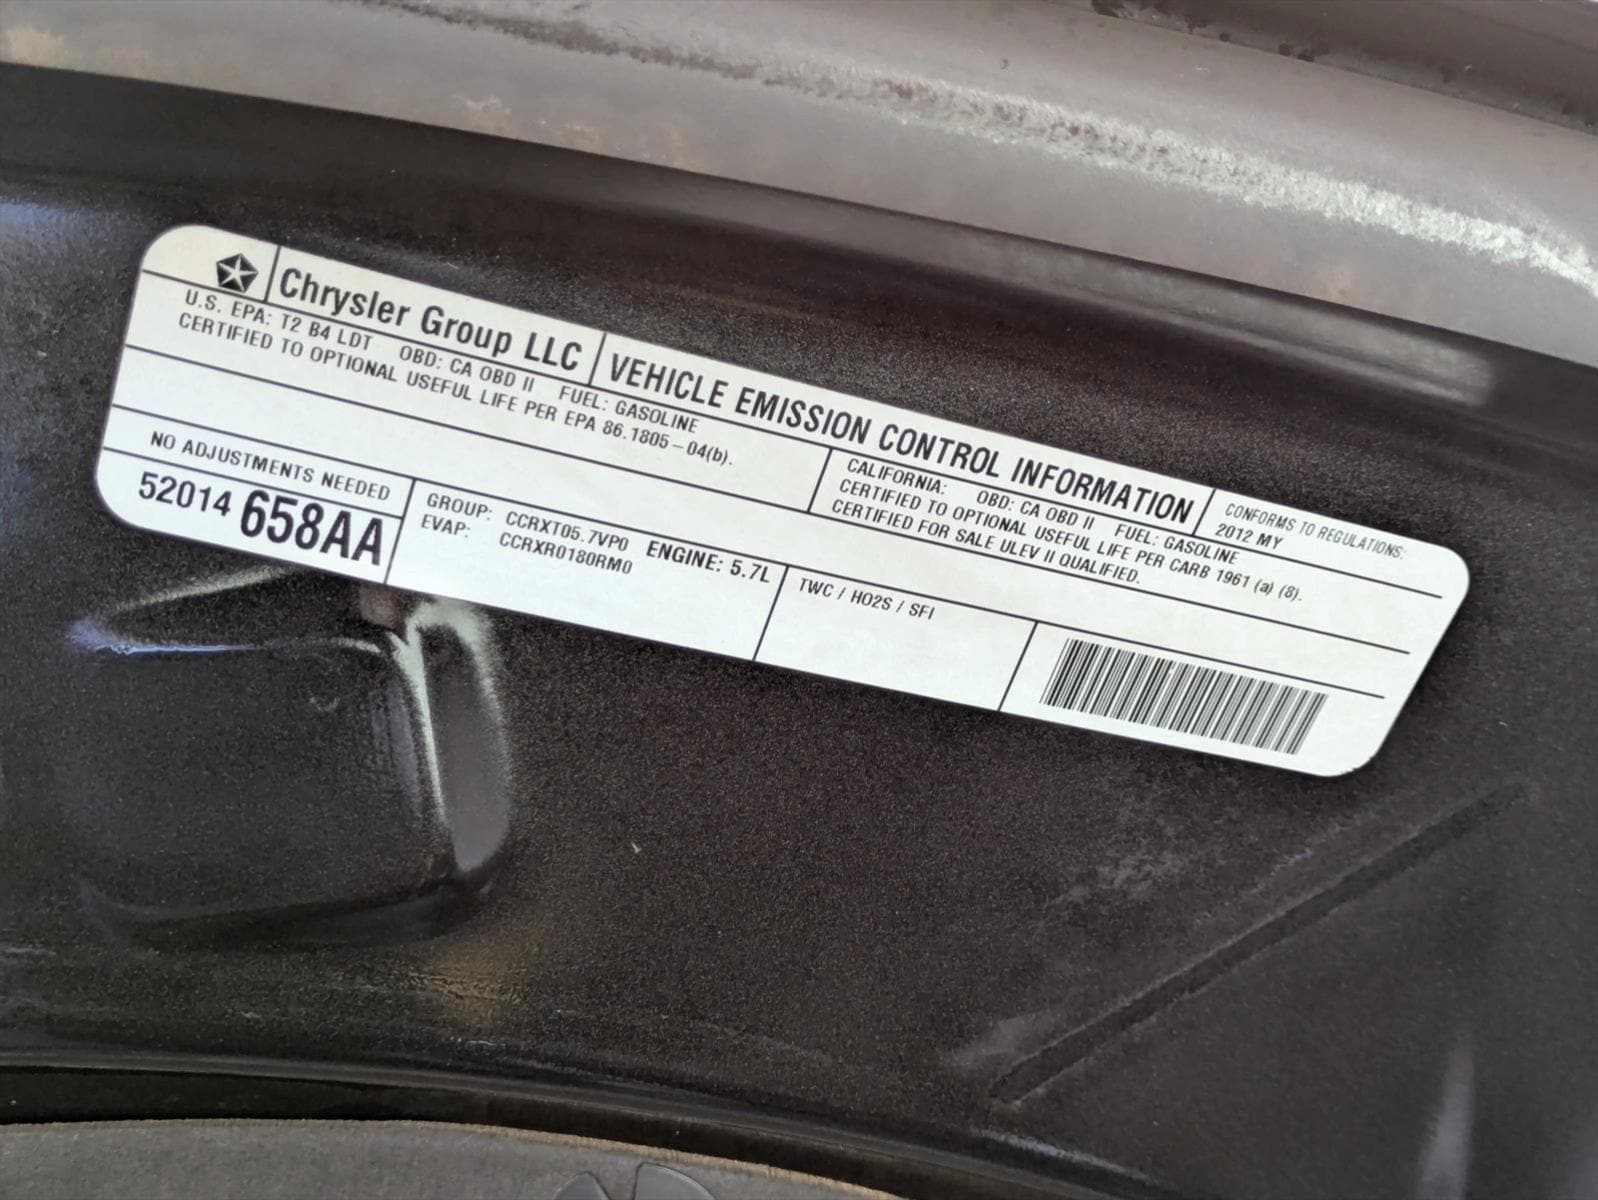 Chrysler Group LLC
VEHICLE EMISSION CONTROL INFORMATION
CONFORMS TO REGULATIONS:
2012 MY
U.S. EPA: T2 B4 LDT OBD: CA OBD II FUEL: GASOLINE
CERTIFIED TO OPTIONAL USEFUL LIFE PER EPA 86.1805-04(b).
CALIFORNIA: OBD: CA OBD II FUEL: GASOLINE
CERTIFIED TO OPTIONAL USEFUL LIFE PER CARB 1961 (a) (8).
CERTIFIED FOR SALE ULEV II QUALIFIED.
NO ADJUSTMENTS NEEDED
52014 658AA
GROUP: CCRXT05.7VP0 ENGINE: 5.7L
EVAP: CCRXR0180RM0
TWC / HO2S / SFI